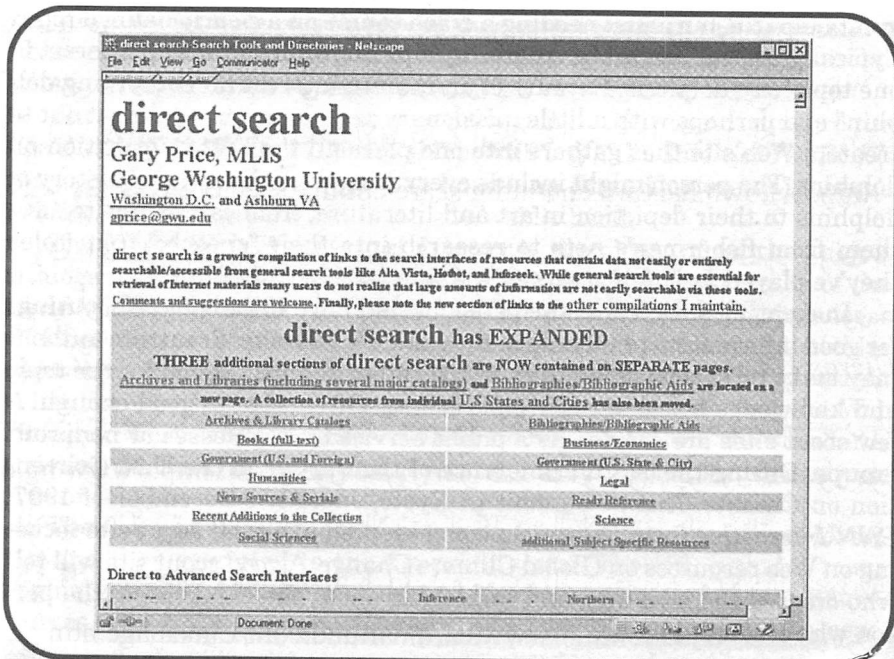 direct search Search Tools and Directories - Netscape
File Edit View Go Communicator Help
direct search
Gary Price, MLIS
George Washington University
Washington D.C. and Ashburn VA
gprice@gwu.edu
direct search is a growing compilation of links to the search interfaces of resources that contain data not easily or entirely
searchable/accessible from general search tools like Alta Vista, Hotbot, and Infoseek. While general search tools are essential for
retrieval of Internet materials many users do not realise that large amounts of information are not easily searchable via these tools.
Comments and suggestions are welcome. Finally, please note the new section of links to the other compilations I maintain.
direct search has EXPANDED
THREE additional sections of direct search are NOW contained on SEPARATE pages.
Archives and Libraries (including several major catalogs) and Bibliographies/Bibliographic Aids are located on a
new page. A collection of resources from individual U.S States and Cities has also been moved.
Archives & Library Catalogs Bibliographies/Bibliographic Aids
Books (full-text) Business/Economics
Government (U.S. and Foreign) Government (U.S. State & City)
Humanities Legal
News Sources & Serials Ready Reference
Recent Additions to the Collection Science
Social Sciences additional Subject Specific Resources
Direct to Advanced Search Interfaces
Inference Northern
Document Done